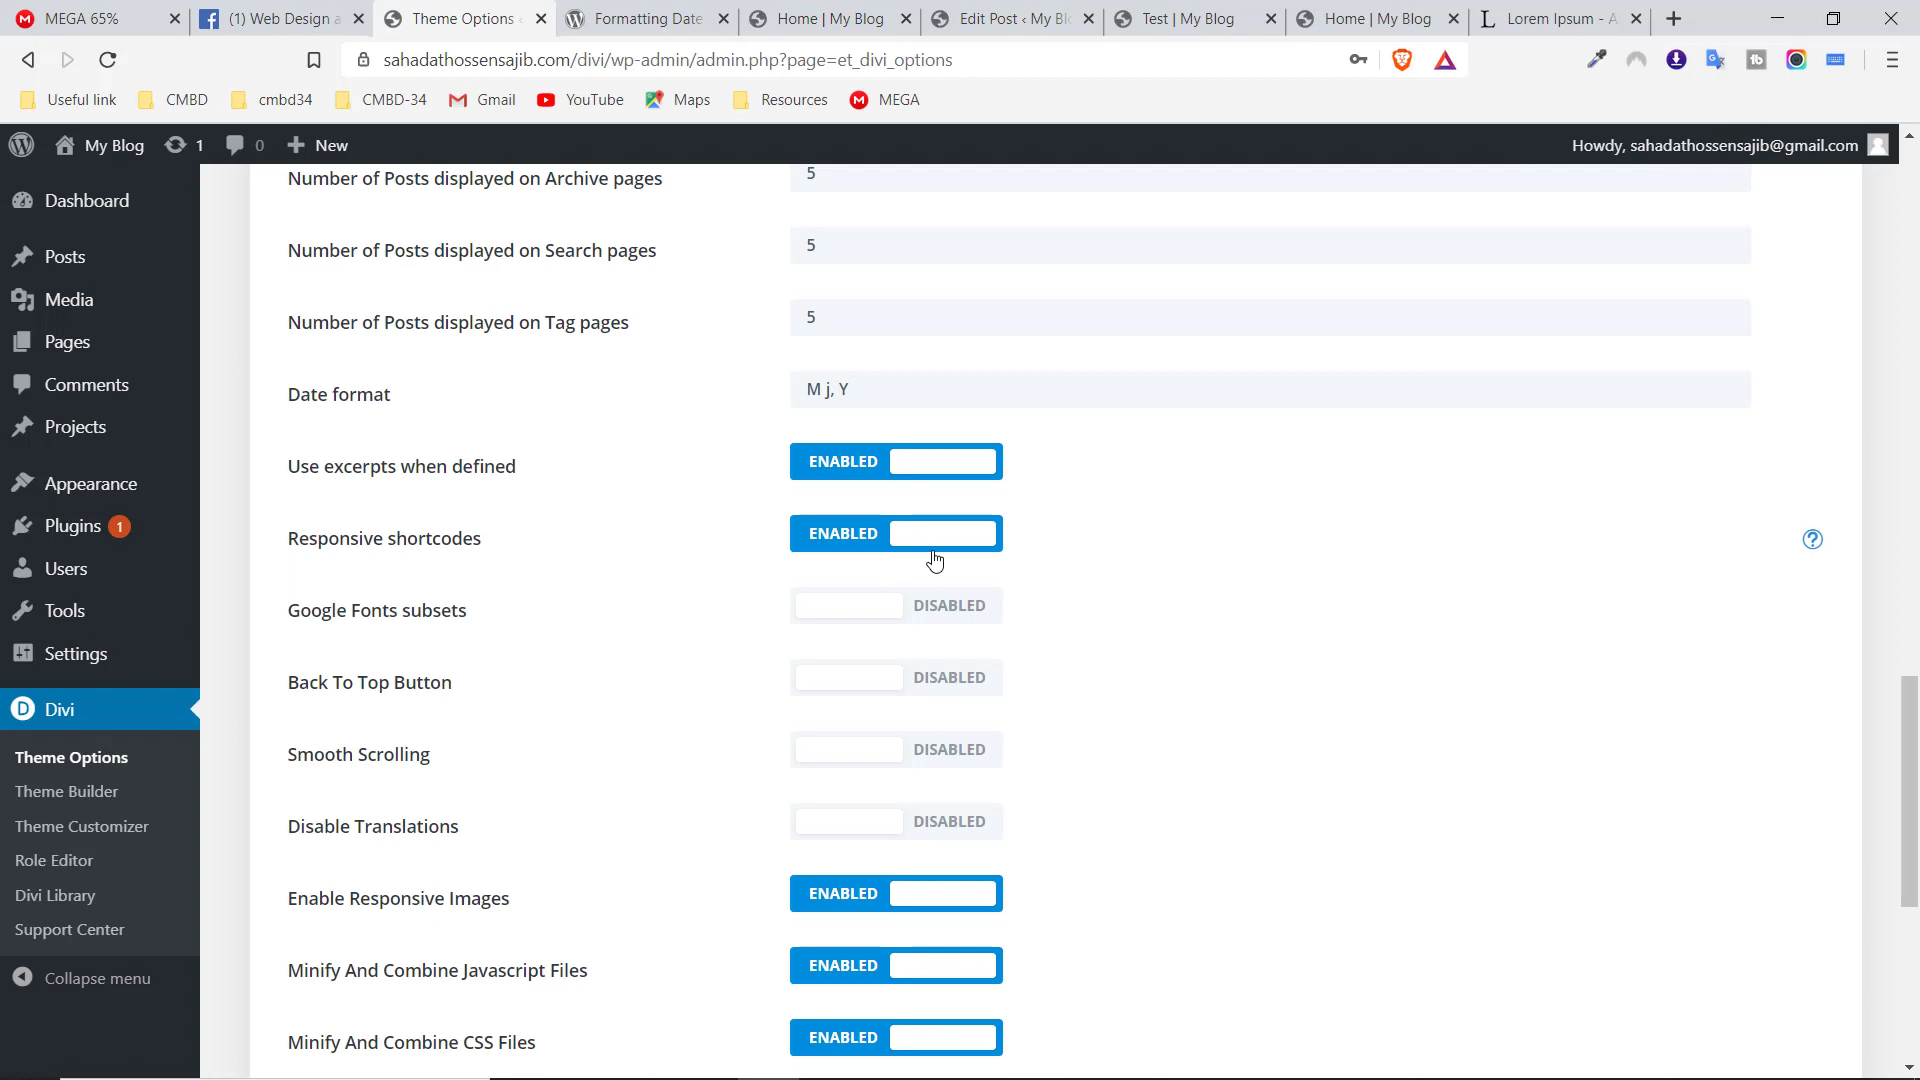 MEGA 65%
(1) Web Design a
Theme Options ‹
Formatting Date
Home | My Blog
Edit Post ‹ My Bl
Test | My Blog
Home | My Blog
Lorem Ipsum - A
sahadathossensajib.com/divi/wp-admin/admin.php?page=et_divi_options
Useful link
CMBD
cmbd34
CMBD-34
Gmail
YouTube
Maps
Resources
MEGA
My Blog
1
0
New
Howdy, sahadathossensajib@gmail.com
Dashboard
Posts
Media
Pages
Comments
Projects
Appearance
Plugins 1
Users
Tools
Settings
Divi
Theme Options
Theme Builder
Theme Customizer
Role Editor
Divi Library
Support Center
Collapse menu
Number of Posts displayed on Archive pages
5
Number of Posts displayed on Search pages
5
Number of Posts displayed on Tag pages
5
Date format
M j, Y
Use excerpts when defined
ENABLED
Responsive shortcodes
ENABLED
Google Fonts subsets
DISABLED
Back To Top Button
DISABLED
Smooth Scrolling
DISABLED
Disable Translations
DISABLED
Enable Responsive Images
ENABLED
Minify And Combine Javascript Files
ENABLED
Minify And Combine CSS Files
ENABLED